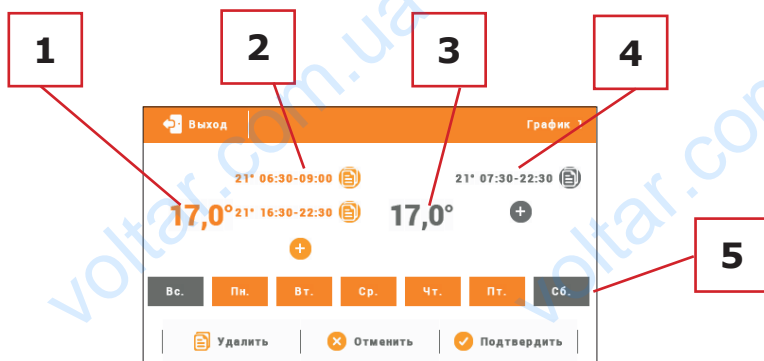 1
2
3
4
5
Выход
График 1
21° 06:30-09:00
21° 07:30-22:30
17,0°
21° 16:30-22:30
17,0°
Вс. Пн. Вт. Ср. Чт. Пт. Сб.
Удалить Отменить Подтвердить
voltar.com.ua
voltar.com